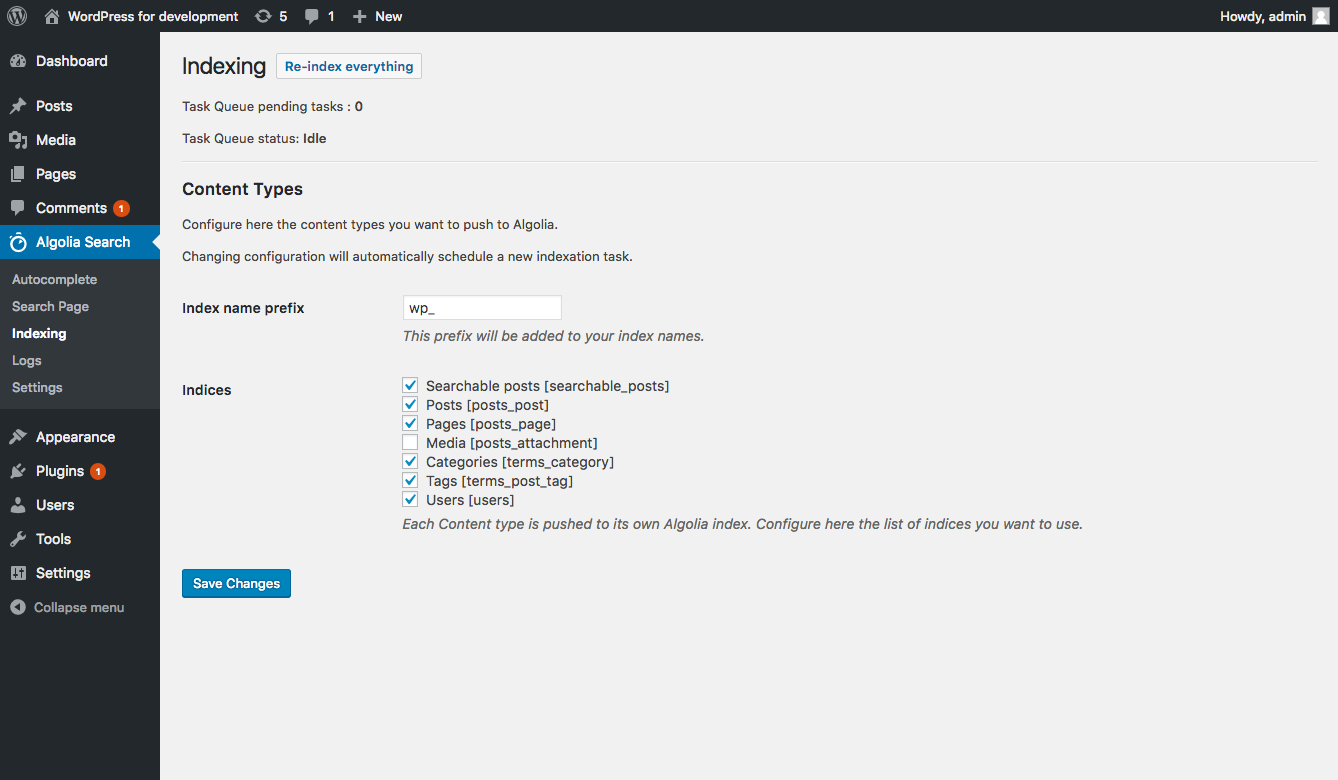 WordPress for development 5 1 New Howdy, admin
Dashboard
Posts
Media
Pages
Comments 1
Algolia Search
Autocomplete
Search Page
Indexing
Logs
Settings
Appearance
Plugins 1
Users
Tools
Settings
Collapse menu
Indexing Re-index everything
Task Queue pending tasks : 0
Task Queue status: Idle
Content Types
Configure here the content types you want to push to Algolia.
Changing configuration will automatically schedule a new indexation task.
Index name prefix wp_
This prefix will be added to your index names.
Indices
Searchable posts [searchable_posts]
Posts [posts_post]
Pages [posts_page]
Media [posts_attachment]
Categories [terms_category]
Tags [terms_post_tag]
Users [users]
Each Content type is pushed to its own Algolia index. Configure here the list of indices you want to use.
Save Changes